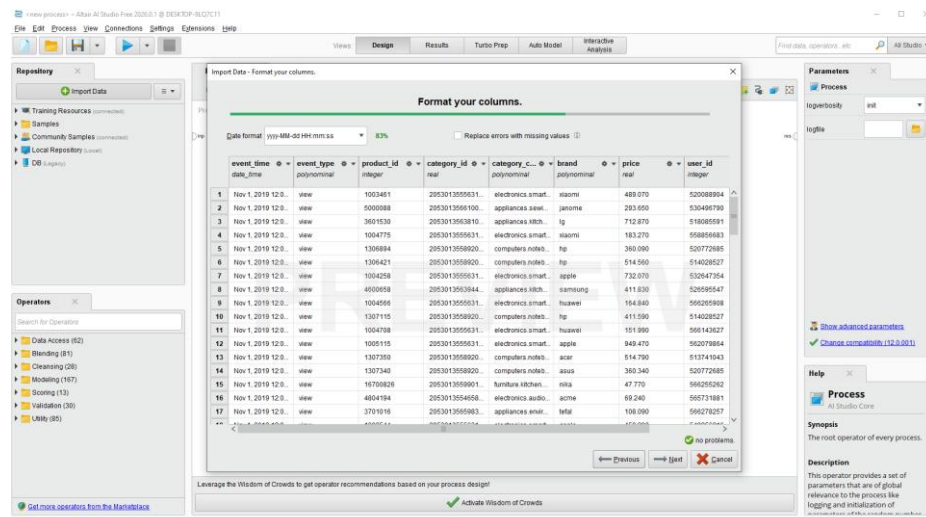 <new process> – Altair AI Studio Free 2026.0.1 @ DESKTOP-9LQ7C11
File Edit Process View Connections Settings Extensions Help
Views: Design Results Turbo Prep Auto Model Interactive Analysis
Find data, operators...etc
All Studio
Repository
Import Data
Training Resources (connected)
Samples
Community Samples (connected)
Local Repository (Local)
DB (Legacy)
Operators
Search for Operators
Data Access (62)
Blending (81)
Cleansing (28)
Modeling (167)
Scoring (13)
Validation (30)
Utility (85)
Get more operators from the Marketplace
Import Data - Format your columns.
Format your columns.
Date format yyyy-MM-dd HH:mm:ss 83% Replace errors with missing values
event_time event_type product_id category_id category_c... brand price user_id
date_time polynominal integer real polynominal polynominal real integer
1 Nov 1, 2019 12:0... view 1003461 2053013555631... electronics.smart... xiaomi 489.070 520088904
2 Nov 1, 2019 12:0... view 5000088 2053013566100... appliances.sewi... janome 293.650 530496790
3 Nov 1, 2019 12:0... view 3601530 2053013563810... appliances.kitch... lg 712.870 518085591
4 Nov 1, 2019 12:0... view 1004775 2053013555631... electronics.smart... xiaomi 183.270 558856683
5 Nov 1, 2019 12:0... view 1306894 2053013558920... computers.noteb... hp 360.090 520772685
6 Nov 1, 2019 12:0... view 1306421 2053013558920... computers.noteb... hp 514.560 514028527
7 Nov 1, 2019 12:0... view 1004258 2053013555631... electronics.smart... apple 732.070 532647354
8 Nov 1, 2019 12:0... view 4600658 2053013563944... appliances.kitch... samsung 411.830 526595547
9 Nov 1, 2019 12:0... view 1004566 2053013555631... electronics.smart... huawei 164.840 566265908
10 Nov 1, 2019 12:0... view 1307115 2053013558920... computers.noteb... hp 411.590 514028527
11 Nov 1, 2019 12:0... view 1004708 2053013555631... electronics.smart... huawei 151.990 566143627
12 Nov 1, 2019 12:0... view 1005115 2053013555631... electronics.smart... apple 949.470 562079864
13 Nov 1, 2019 12:0... view 1307350 2053013558920... computers.noteb... acer 514.790 513741043
14 Nov 1, 2019 12:0... view 1307340 2053013558920... computers.noteb... asus 360.340 520772685
15 Nov 1, 2019 12:0... view 16700826 2053013559901... furniture.kitchen... nika 47.770 566255262
16 Nov 1, 2019 12:0... view 4804194 2053013554658... electronics.audio... acme 69.240 565731881
17 Nov 1, 2019 12:0... view 3701016 2053013565983... appliances.envir... tefal 108.090 566278257
no problems.
Previous Next Cancel
Leverage the Wisdom of Crowds to get operator recommendations based on your process design!
Activate Wisdom of Crowds
Parameters
Process
logverbosity init
logfile
Show advanced parameters
Change compatibility (12.0.001)
Help
Process
AI Studio Core
Synopsis
The root operator of every process.
Description
This operator provides a set of
parameters that are of global
relevance to the process like
logging and initialization of